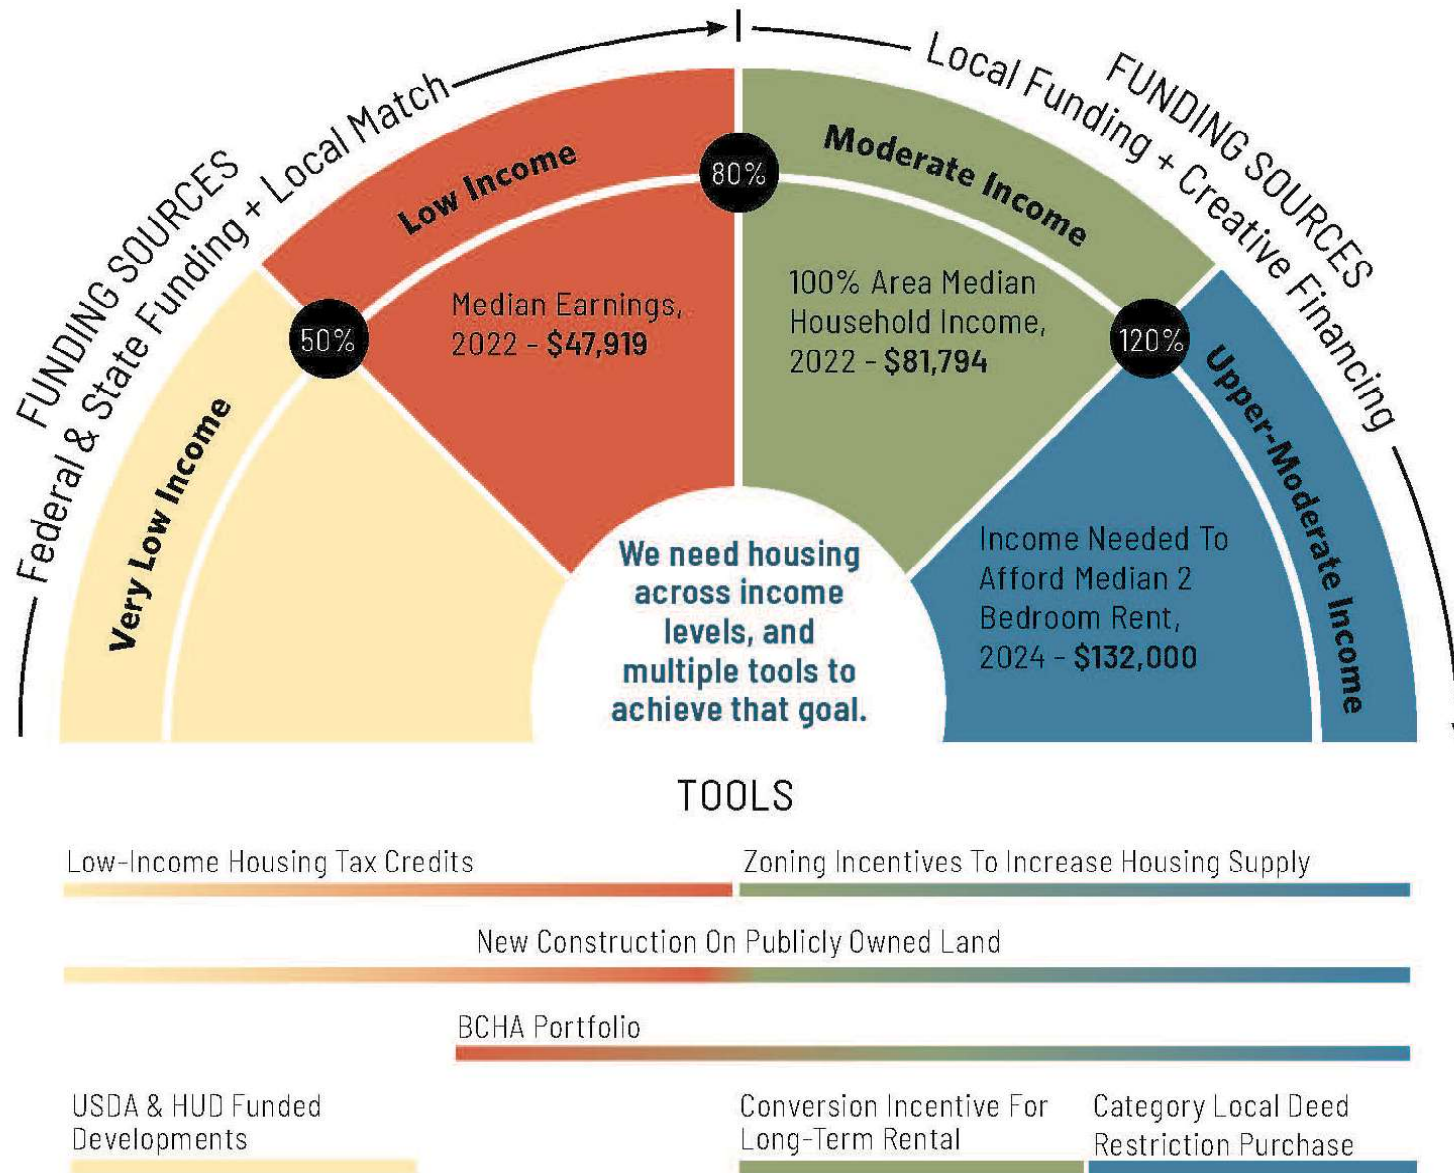 FUNDING SOURCES
Federal & State Funding + Local Match
FUNDING SOURCES
Local Funding + Creative Financing
Very Low Income
50%
Low Income
Median Earnings,
2022 - $47,919
80%
Moderate Income
100% Area Median
Household Income,
2022 - $81,794
120%
Upper-Moderate Income
Income Needed To
Afford Median 2
Bedroom Rent,
2024 - $132,000
We need housing
across income
levels, and
multiple tools to
achieve that goal.
TOOLS
Low-Income Housing Tax Credits
Zoning Incentives To Increase Housing Supply
New Construction On Publicly Owned Land
BCHA Portfolio
USDA & HUD Funded
Developments
Conversion Incentive For
Long-Term Rental
Category Local Deed
Restriction Purchase